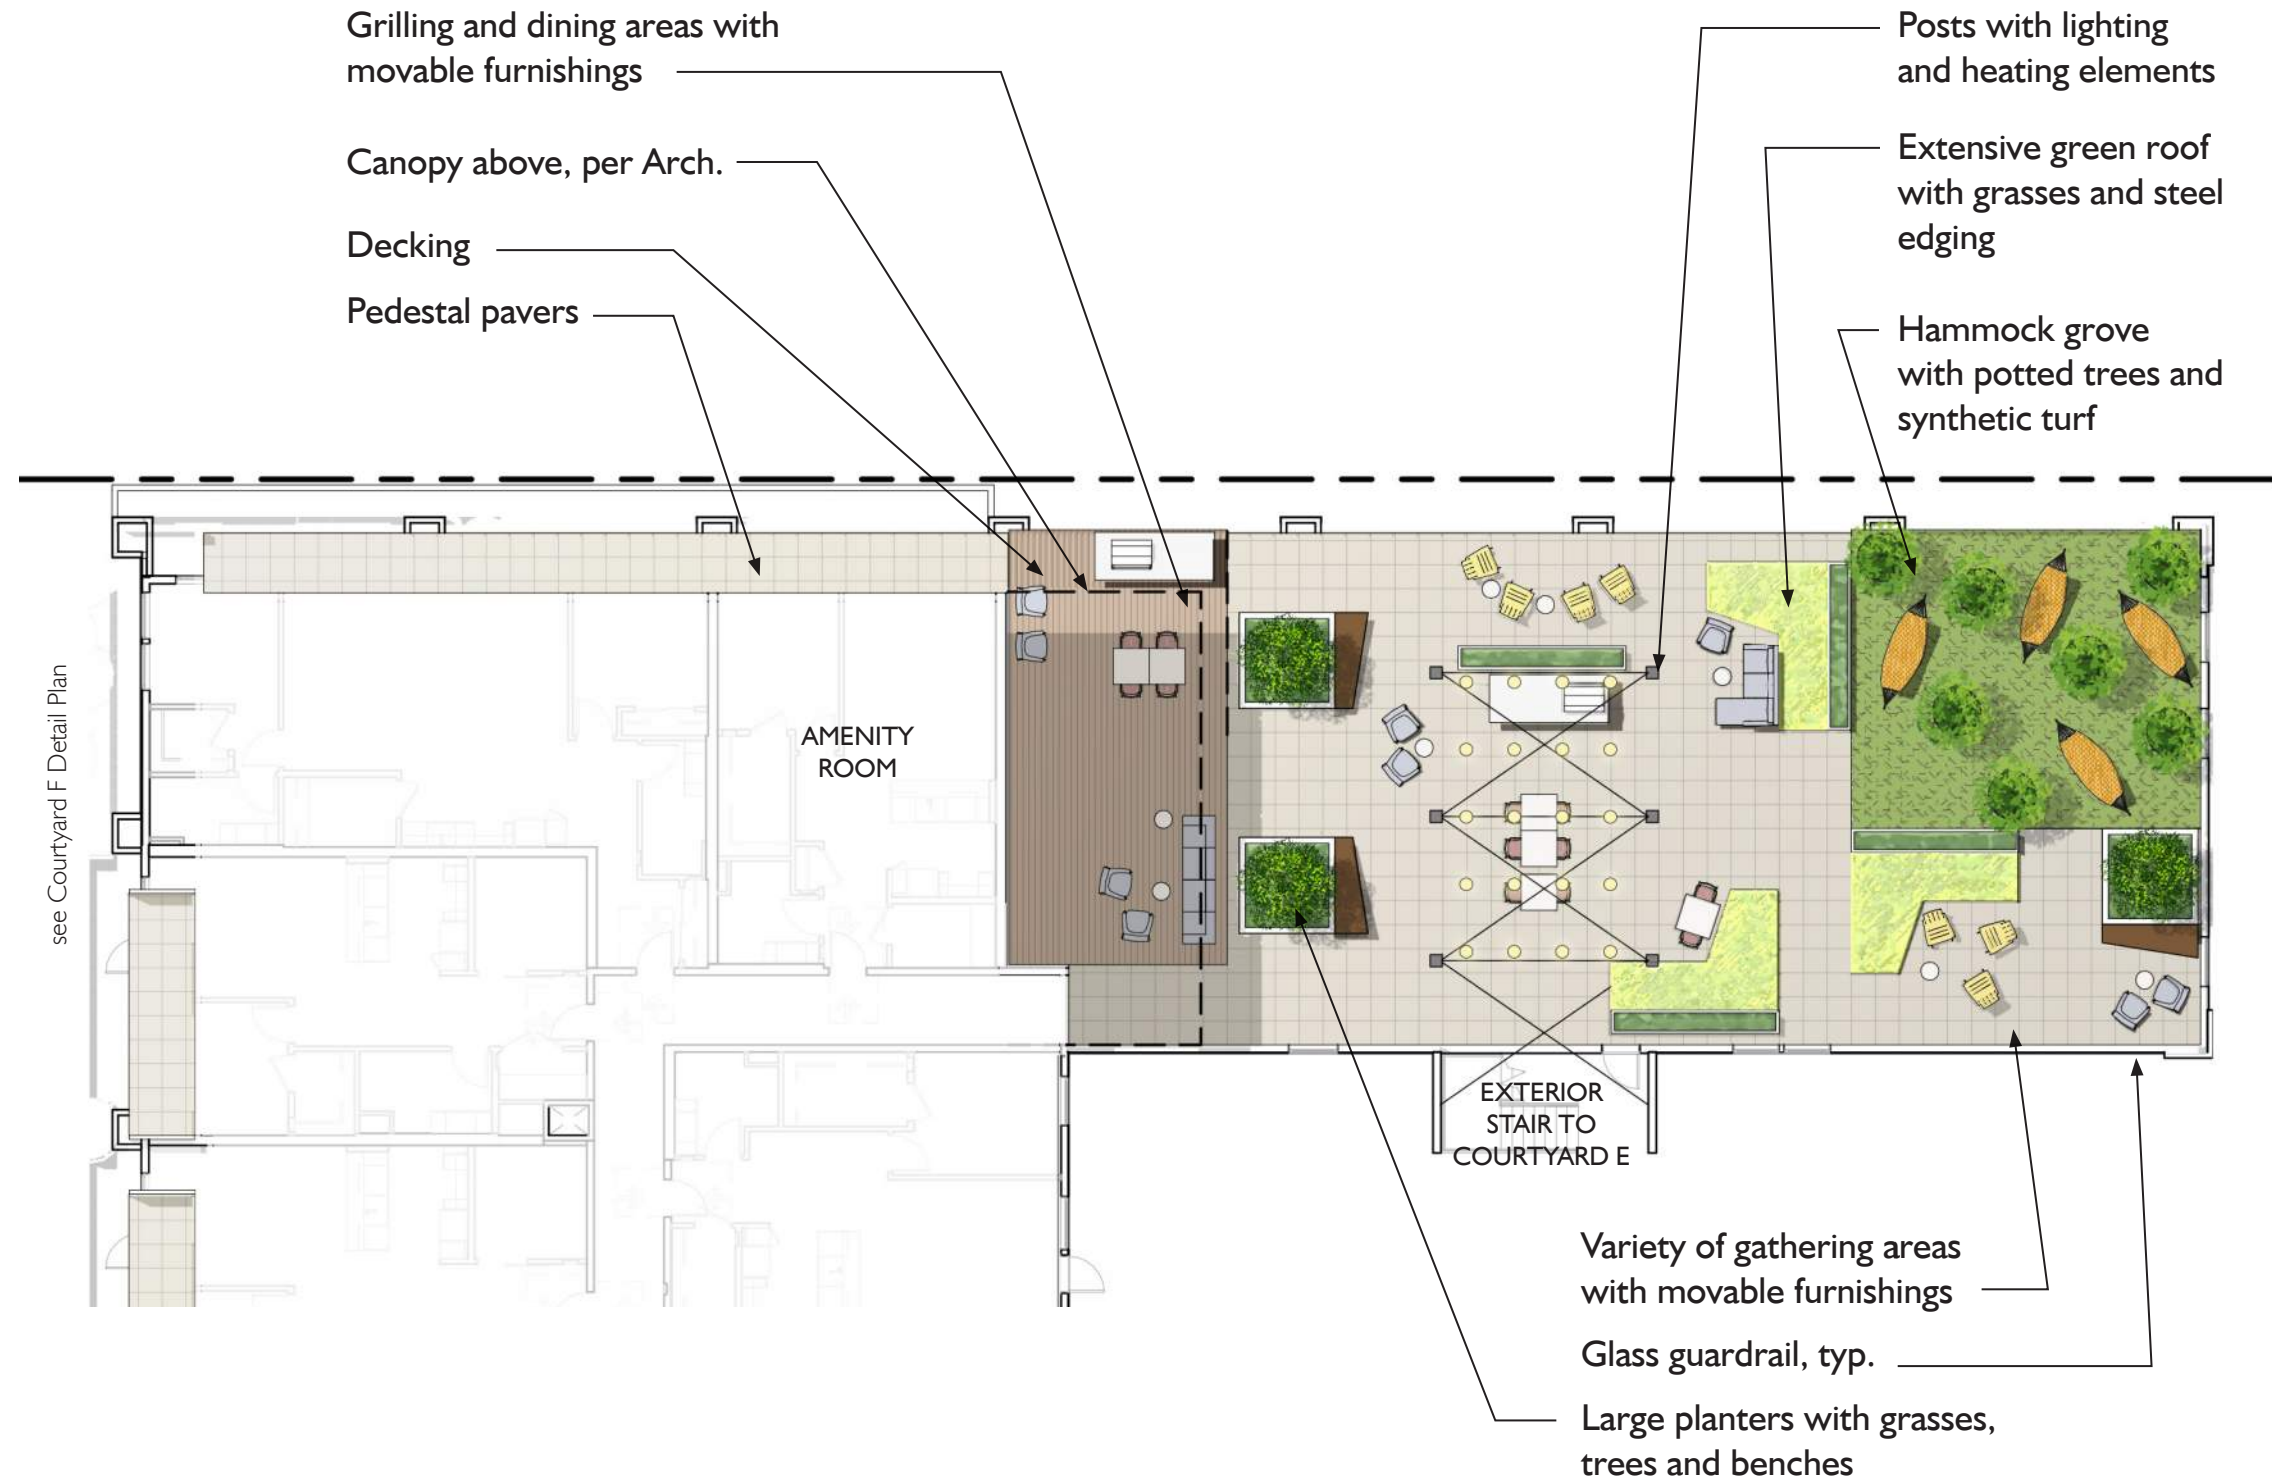 Grilling and dining areas with
movable furnishings
Canopy above, per Arch.
Decking
Pedestal pavers
Posts with lighting
and heating elements
Extensive green roof
with grasses and steel
edging
Hammock grove
with potted trees and
synthetic turf
see Courtyard F Detail Plan
AMENITY
ROOM
EXTERIOR
STAIR TO
COURTYARD E
Variety of gathering areas
with movable furnishings
Glass guardrail, typ.
Large planters with grasses,
trees and benches